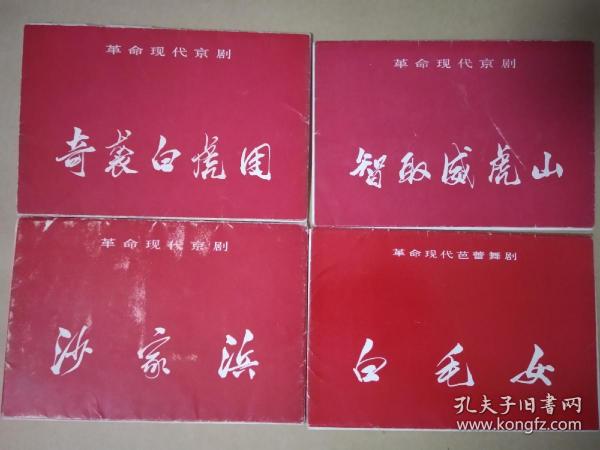 革命现代京剧
奇袭白虎团
革命现代京剧
智取威虎山
革命现代京剧
沙家浜
革命现代芭蕾舞剧
白毛女
孔夫子旧书网
www.kongfz.com